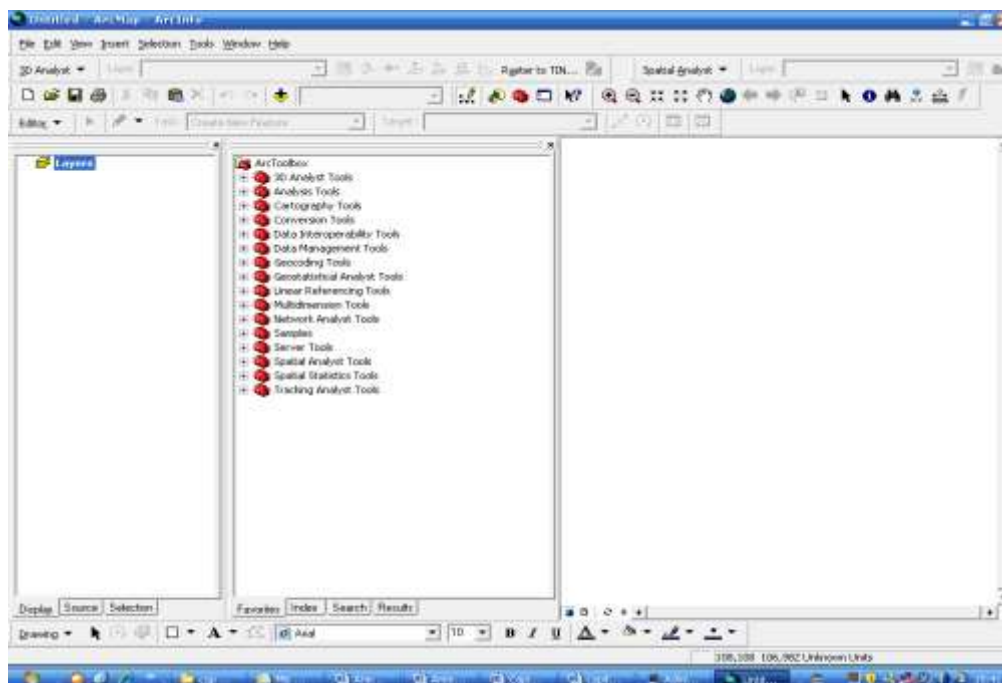 Untitled - ArcMap - ArcInfo
File Edit View Insert Selection Tools Window Help
3D Analyst Layer: Raster to TIN... Spatial Analyst Layer:
Editor Task: Create New Feature Target:
Layers
ArcToolbox
3D Analyst Tools
Analysis Tools
Cartography Tools
Conversion Tools
Data Interoperability Tools
Data Management Tools
Geocoding Tools
Geostatistical Analyst Tools
Linear Referencing Tools
Multidimension Tools
Network Analyst Tools
Samples
Server Tools
Spatial Analyst Tools
Spatial Statistics Tools
Tracking Analyst Tools
Display Source Selection
Favorites Index Search Results
Drawing A Arial 10 B I U A
Unknown Units